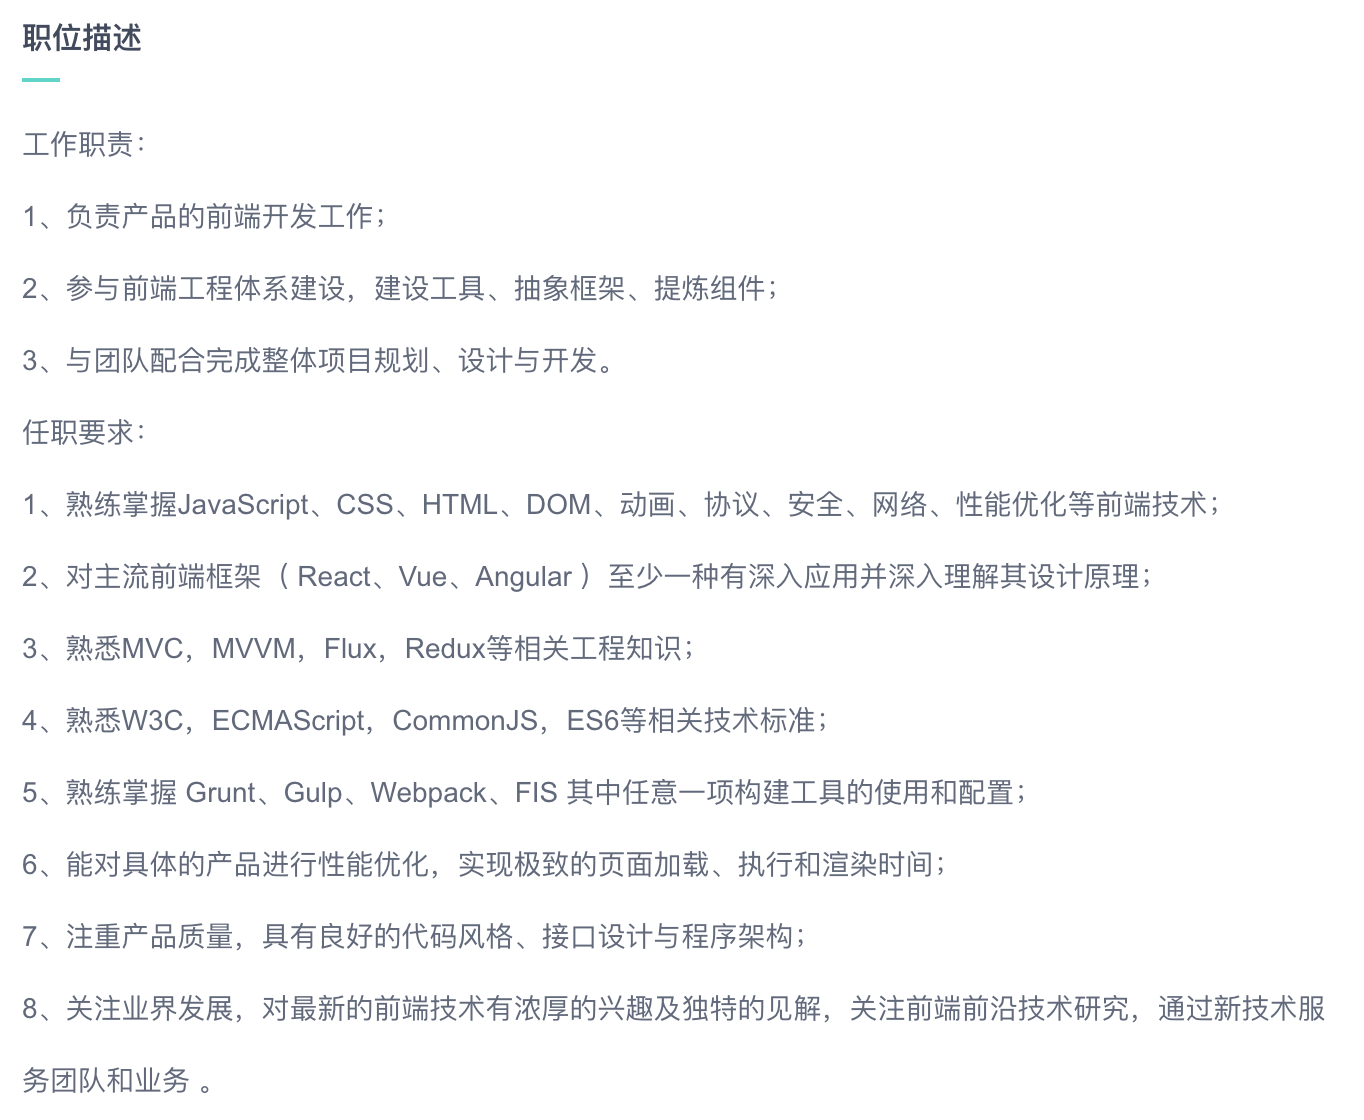 职位描述
工作职责：
1、负责产品的前端开发工作；
2、参与前端工程体系建设，建设工具、抽象框架、提炼组件；
3、与团队配合完成整体项目规划、设计与开发。
任职要求：
1、熟练掌握JavaScript、CSS、HTML、DOM、动画、协议、安全、网络、性能优化等前端技术；
2、对主流前端框架（ React、Vue、Angular ）至少一种有深入应用并深入理解其设计原理；
3、熟悉MVC，MVVM，Flux，Redux等相关工程知识；
4、熟悉W3C，ECMAScript，CommonJS，ES6等相关技术标准；
5、熟练掌握 Grunt、Gulp、Webpack、FIS 其中任意一项构建工具的使用和配置；
6、能对具体的产品进行性能优化，实现极致的页面加载、执行和渲染时间；
7、注重产品质量，具有良好的代码风格、接口设计与程序架构；
8、关注业界发展，对最新的前端技术有浓厚的兴趣及独特的见解，关注前端前沿技术研究，通过新技术服
务团队和业务 。